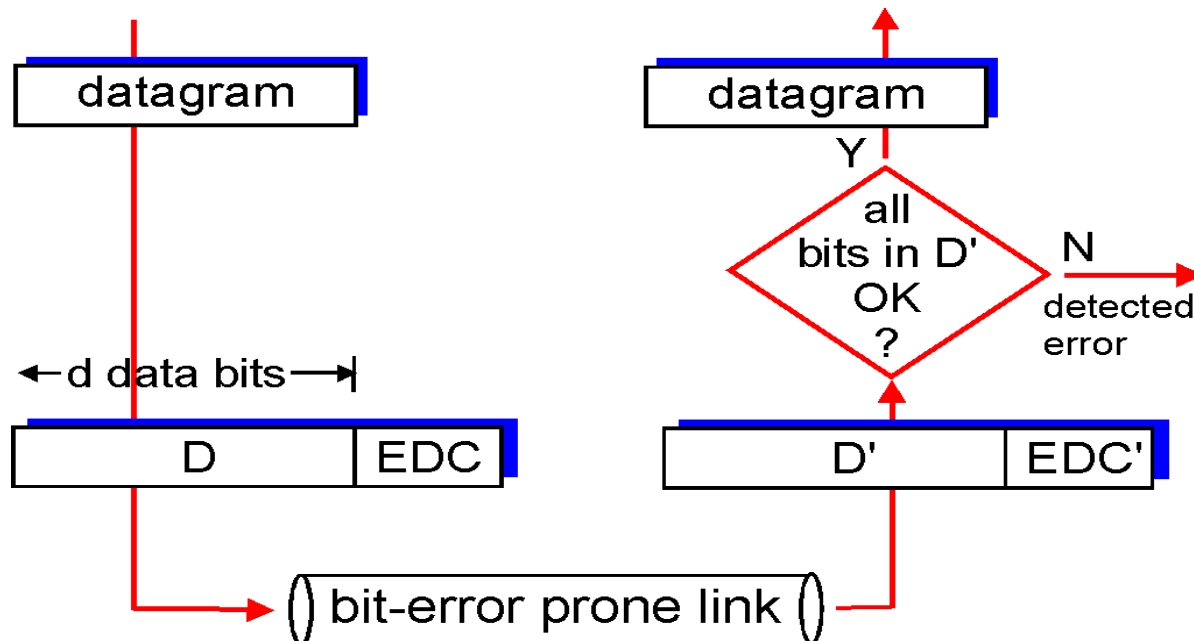 datagram
d data bits
D
EDC
bit-error prone link
datagram
Y
all
bits in D'
OK
?
N
detected
error
D'
EDC'